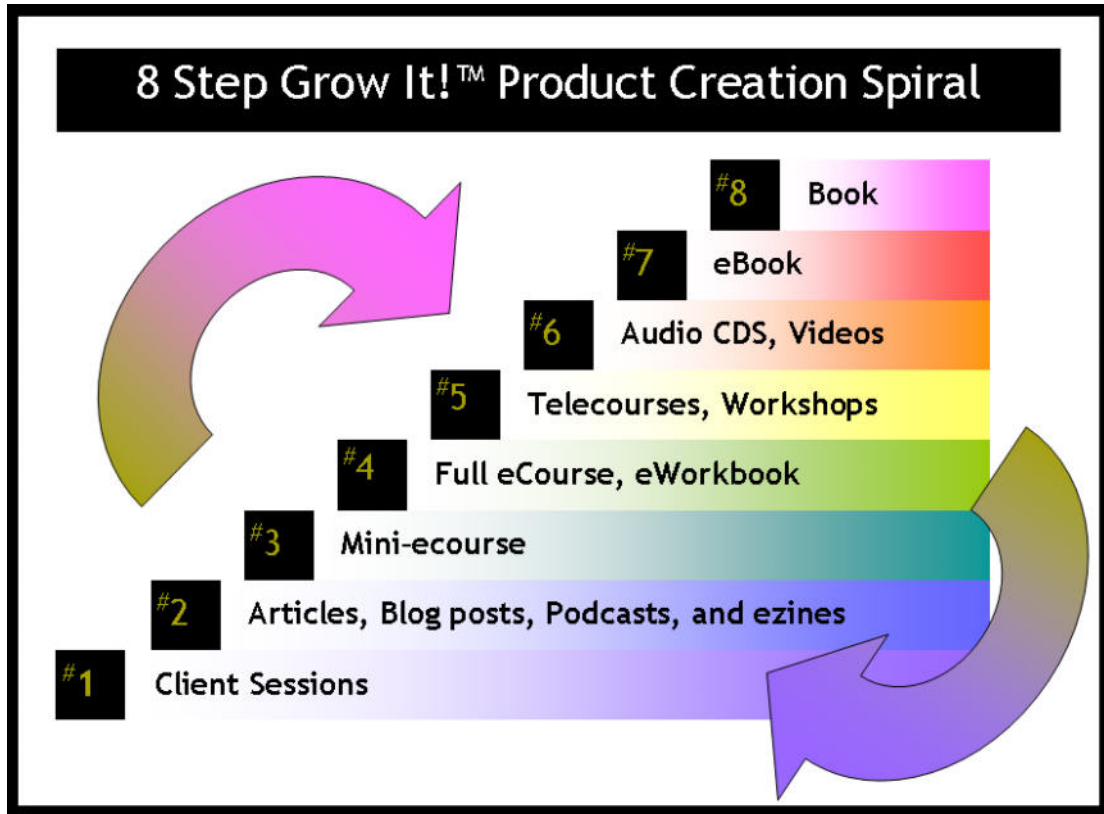 8 Step Grow It!™ Product Creation Spiral
#8 Book
#7 eBook
#6 Audio CDS, Videos
#5 Telecourses, Workshops
#4 Full eCourse, eWorkbook
#3 Mini-ecourse
#2 Articles, Blog posts, Podcasts, and ezines
#1 Client Sessions